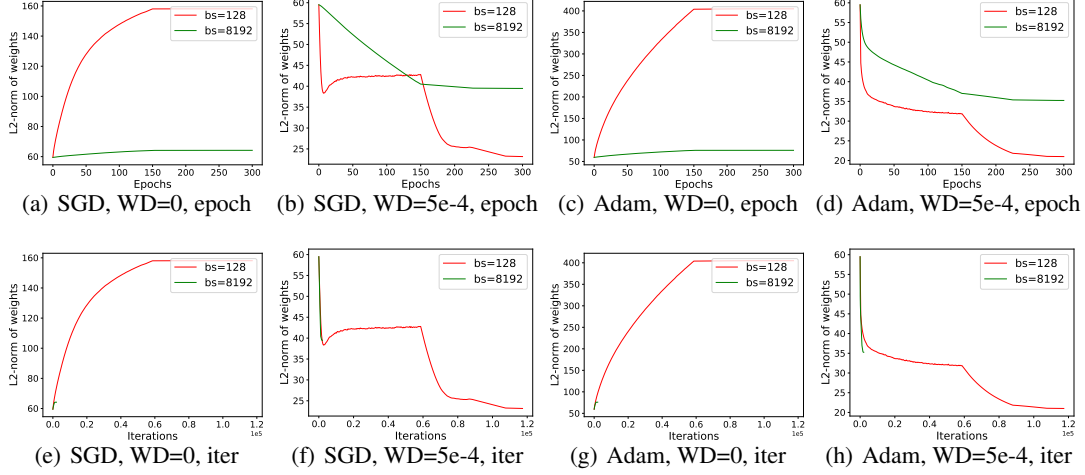 L2-norm of weights
160
140
120
100
80
60
bs=128
bs=8192
0 50 100 150 200 250 300
Epochs
(a) SGD, WD=0, epoch
L2-norm of weights
60
55
50
45
40
35
30
25
bs=128
bs=8192
0 50 100 150 200 250 300
Epochs
(b) SGD, WD=5e-4, epoch
L2-norm of weights
400
350
300
250
200
150
100
50
bs=128
bs=8192
0 50 100 150 200 250 300
Epochs
(c) Adam, WD=0, epoch
L2-norm of weights
60
55
50
45
40
35
30
25
20
bs=128
bs=8192
0 50 100 150 200 250 300
Epochs
(d) Adam, WD=5e-4, epoch
L2-norm of weights
160
140
120
100
80
60
bs=128
bs=8192
0.0 0.2 0.4 0.6 0.8 1.0 1.2
Iterations
1e5
(e) SGD, WD=0, iter
L2-norm of weights
60
55
50
45
40
35
30
25
bs=128
bs=8192
0.0 0.2 0.4 0.6 0.8 1.0 1.2
Iterations
1e5
(f) SGD, WD=5e-4, iter
L2-norm of weights
400
350
300
250
200
150
100
50
bs=128
bs=8192
0.0 0.2 0.4 0.6 0.8 1.0 1.2
Iterations
1e5
(g) Adam, WD=0, iter
L2-norm of weights
60
55
50
45
40
35
30
25
20
bs=128
bs=8192
0.0 0.2 0.4 0.6 0.8 1.0 1.2
Iterations
1e5
(h) Adam, WD=5e-4, iter